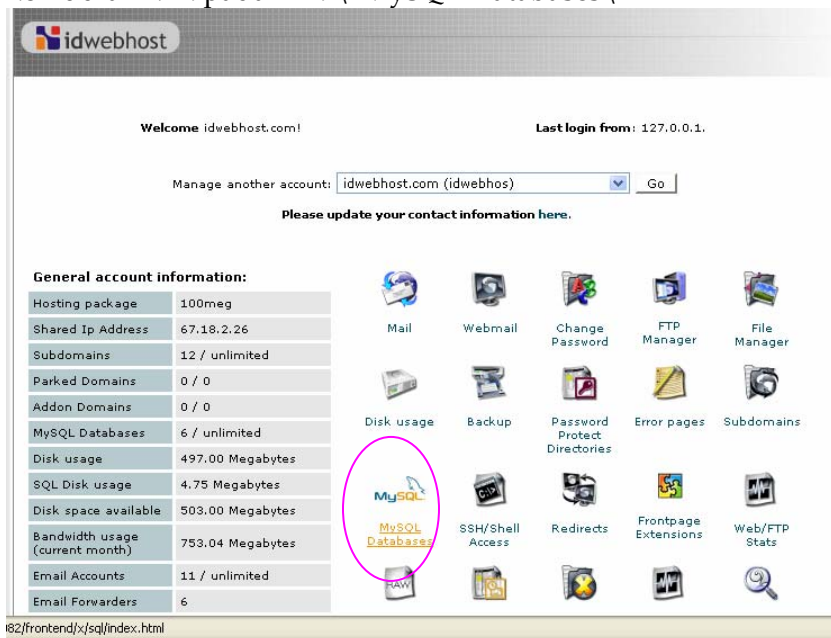 idwebhost
Welcome idwebhost.com!
Last login from: 127.0.0.1.
Manage another account: idwebhost.com (idwebhos) Go
Please update your contact information here.
General account information:
Hosting package 100meg
Shared Ip Address 67.18.2.26
Subdomains 12 / unlimited
Parked Domains 0 / 0
Addon Domains 0 / 0
MySQL Databases 6 / unlimited
Disk usage 497.00 Megabytes
SQL Disk usage 4.75 Megabytes
Disk space available 503.00 Megabytes
Bandwidth usage
(current month) 753.04 Megabytes
Email Accounts 11 / unlimited
Email Forwarders 6
Mail
Webmail
Change
Password
FTP
Manager
File
Manager
Disk usage
Backup
Password
Protect
Directories
Error pages
Subdomains
MySQL
MySQL
Databases
C:\>
SSH/Shell
Access
Redirects
Frontpage
Extensions
Web/FTP
Stats
RAW
082/frontend/x/sql/index.html